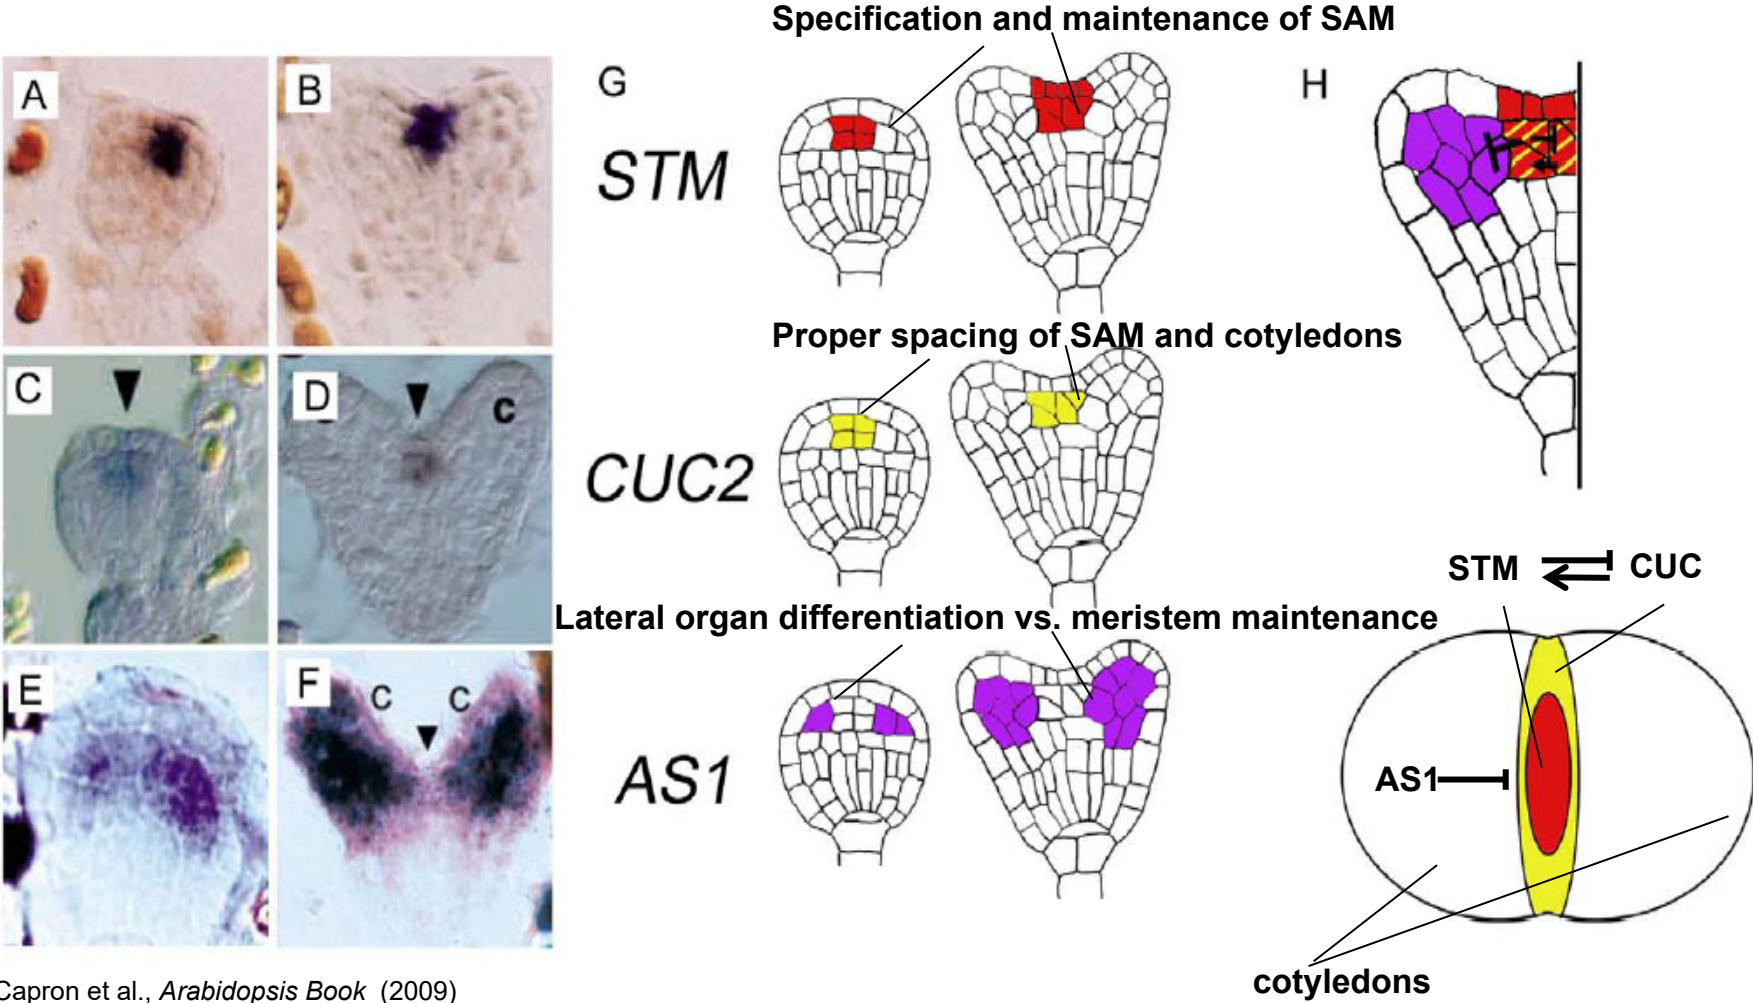 Specification and maintenance of SAM
A
B
G
H
STM
Proper spacing of SAM and cotyledons
C
D
c
CUC2
STM CUC
Lateral organ differentiation vs. meristem maintenance
E
F
C C
AS1
AS1
cotyledons
Capron et al., Arabidopsis Book (2009)